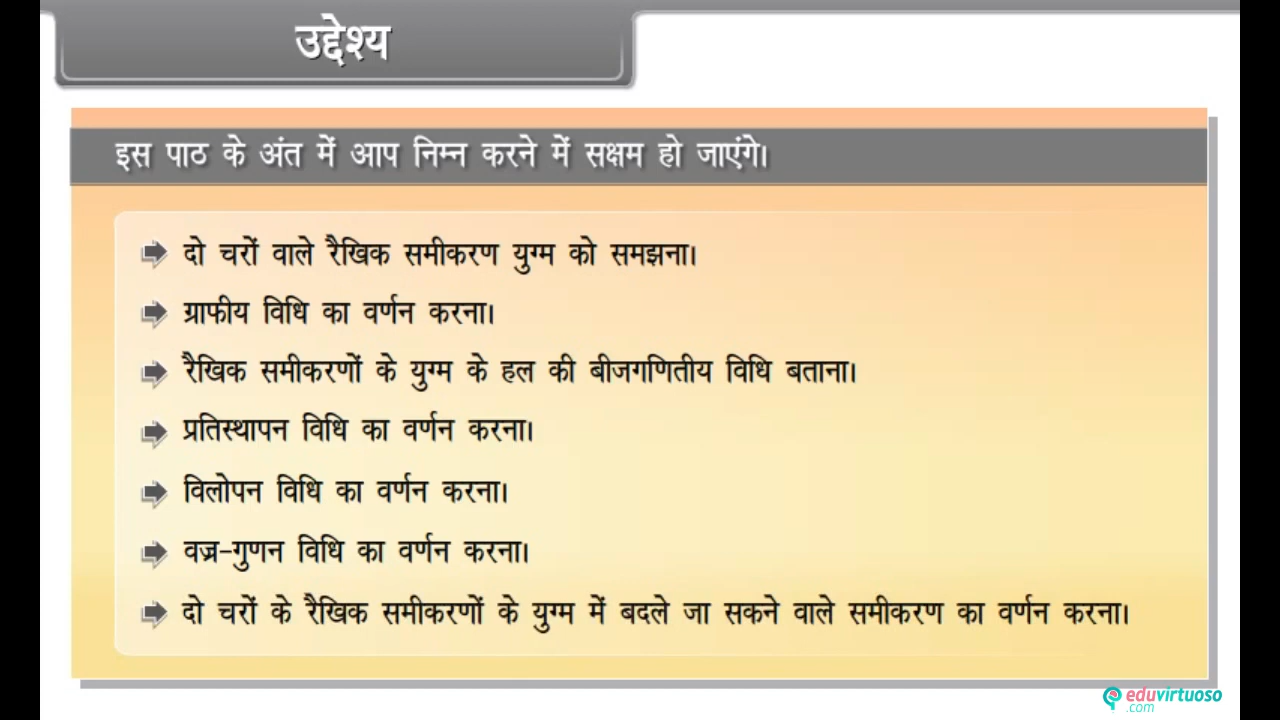 उद्देश्य
इस पाठ के अंत में आप निम्न करने में सक्षम हो जाएंगे।
दो चरों वाले रैखिक समीकरण युग्म को समझना।
ग्राफीय विधि का वर्णन करना।
रैखिक समीकरणों के युग्म के हल की बीजगणितीय विधि बताना।
प्रतिस्थापन विधि का वर्णन करना।
विलोपन विधि का वर्णन करना।
वज्र-गुणन विधि का वर्णन करना।
दो चरों के रैखिक समीकरणों के युग्म में बदले जा सकने वाले समीकरण का वर्णन करना।
eduvirtuoso
.com